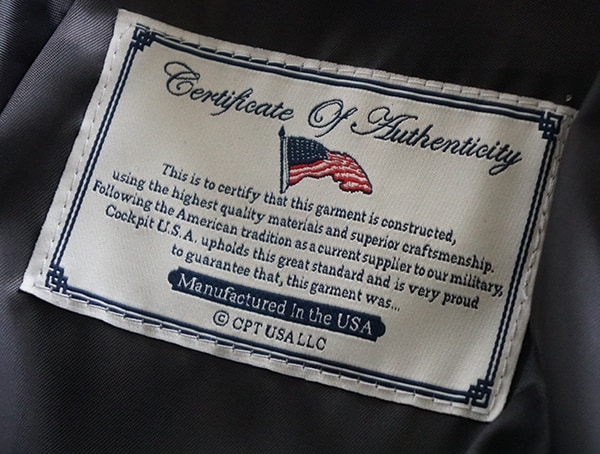 Certificate Of Authenticity
This is to certify that this garment is constructed,
using the highest quality materials and superior craftsmenship.
Following the American tradition as a current supplier to our military,
Cockpit U.S.A. upholds this great standard and is very proud
to guarantee that, this garment was...
Manufactured In the USA
© CPT USA LLC